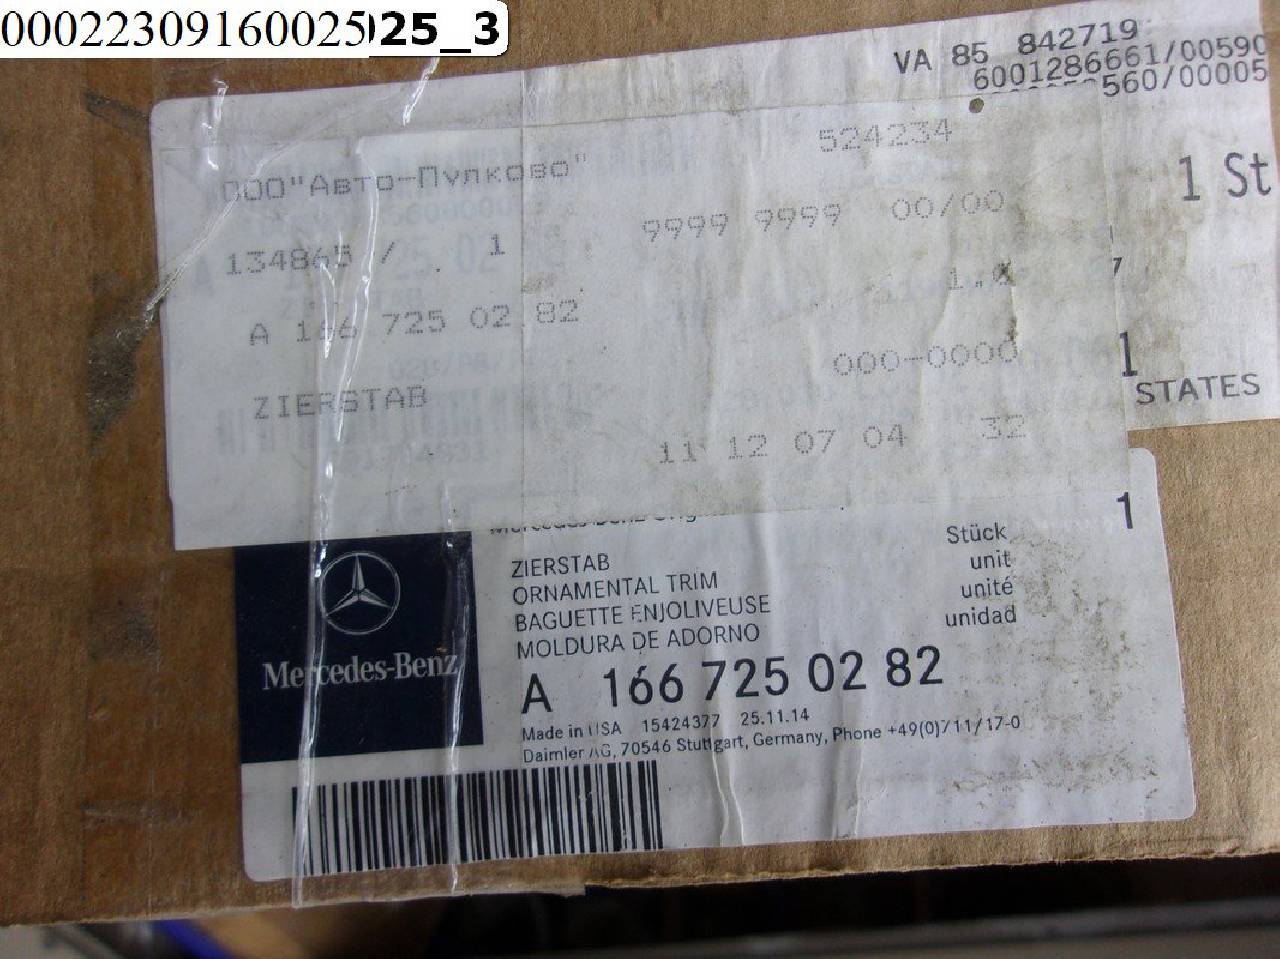 00022309160025025_3
VA 85 842719
6001286661/00590
560/00005
524234
ООО"Авто-Пулково"
1 St
9999 9999 00/00
134865 / . 1
7
A 166 725 02 82
000-0000
1
ZIERSTAB
STATES
11 12 07 04 32
1
Stück
ZIERSTAB
unit
ORNAMENTAL TRIM
unité
BAGUETTE ENJOLIVEUSE
unidad
MOLDURA DE ADORNO
Mercedes-Benz
A 166 725 02 82
Made in USA 15424377 25.11.14
Daimler AG, 70546 Stuttgart, Germany, Phone +49(0)711/17-0